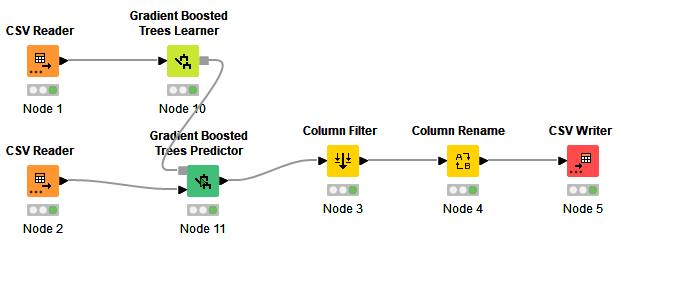 Gradient Boosted
Trees Learner
CSV Reader
Node 1
Node 10
Gradient Boosted
Trees Predictor
CSV Reader
Column Filter
Column Rename
CSV Writer
A
B
Node 2
Node 11
Node 3
Node 4
Node 5